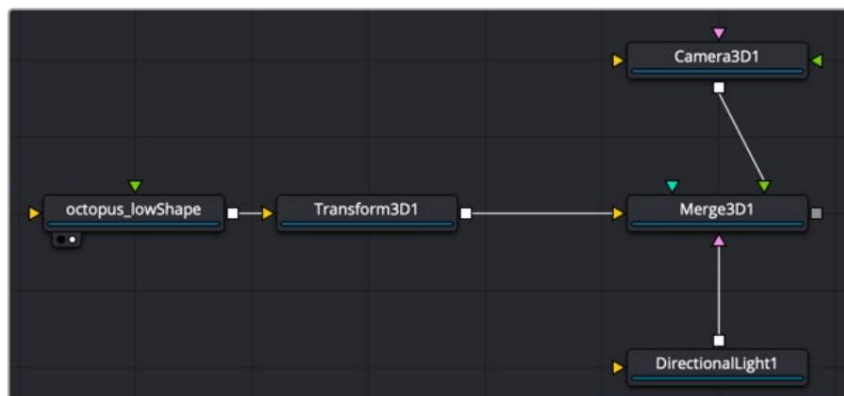 Camera3D1
octopus_lowShape
Transform3D1
Merge3D1
DirectionalLight1